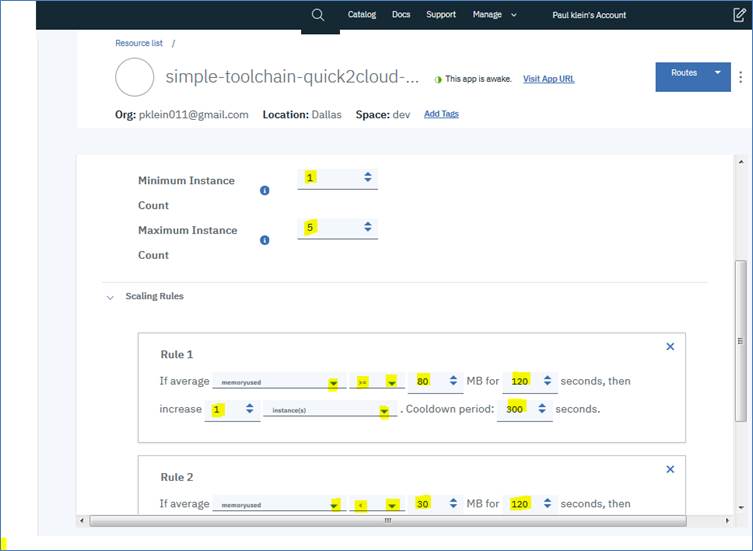 Catalog Docs Support Manage Paul klein's Account
Resource list /
simple-toolchain-quick2cloud-... This app is awake. Visit App URL Routes
Org: pklein011@gmail.com Location: Dallas Space: dev Add Tags
Minimum Instance
Count
1
Maximum Instance
Count
5
Scaling Rules
Rule 1
If average memoryused >= 80 MB for 120 seconds, then
increase 1 instance(s) . Cooldown period: 300 seconds.
Rule 2
If average memoryused < 30 MB for 120 seconds, then